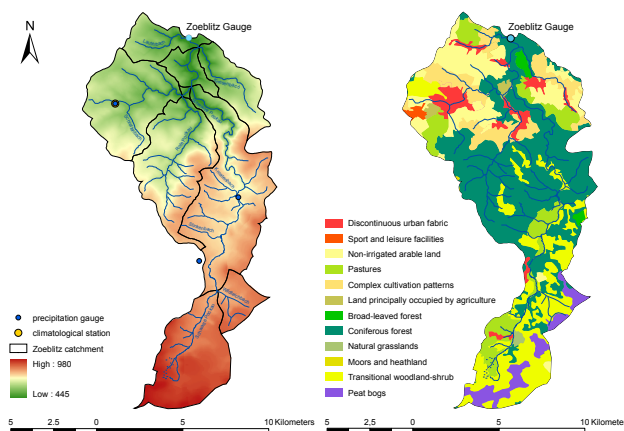 Zoeblitz Gauge
Zoeblitz Gauge
N
precipitation gauge
climatological station
Zoeblitz catchment
High : 980
Low : 445
Discontinuous urban fabric
Sport and leisure facilities
Non-irrigated arable land
Pastures
Complex cultivation patterns
Land principally occupied by agriculture
Broad-leaved forest
Coniferous forest
Natural grasslands
Moors and heathland
Transitional woodland-shrub
Peat bogs
5 2.5 0 5 10 Kilometers
5 2,5 0 5 10 Kilometers